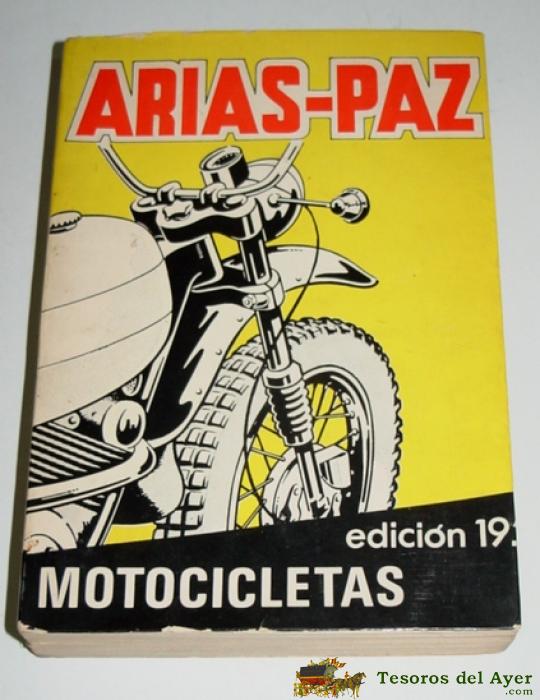 ARIAS-PAZ
edición 19
MOTOCICLETAS
Tesoros del Ayer
.com